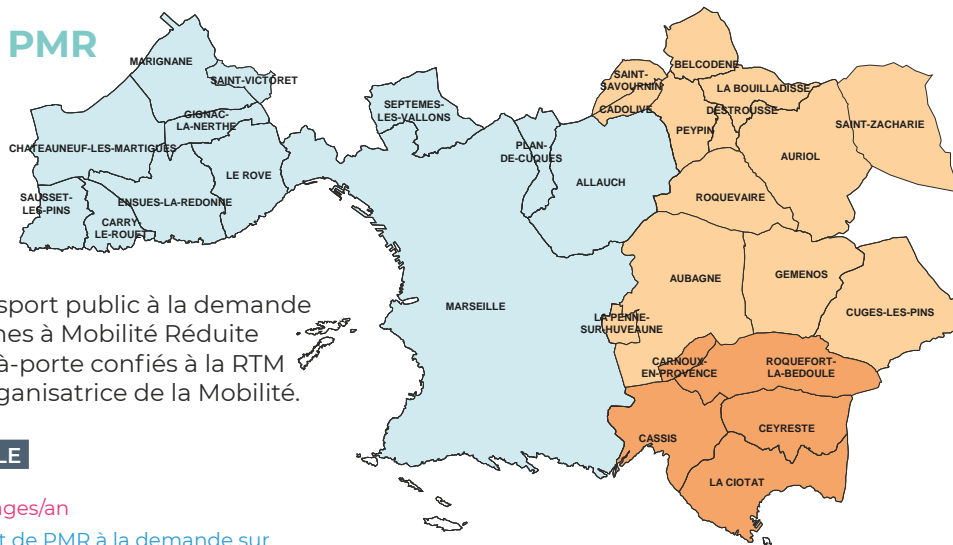 PMR
MARIGNANE
SAINT-VICTORET
GIGNAC-
LA-NERTHE
CHATEAUNEUF-LES-MARTIGUES
LE ROVE
SAUSSET-
LES-PINS
ENSUES-LA-REDONNE
CARRY-
LE-ROUET
SEPTEMES-
LES-VALLONS
PLAN-
DE-CUQUES
ALLAUCH
MARSEILLE
BELCODENE
SAINT-
SAVOURNIN
LA BOUILLADISSE
CADOLIVE
DESTROUSSE
PEYPIN
SAINT-ZACHARIE
AURIOL
ROQUEVAIRE
AUBAGNE
GEMENOS
CUGES-LES-PINS
LA PENNE-
SUR-HUVEAUNE
CARNOUX-
EN-PROVENCE
ROQUEFORT-
LA-BEDOULE
CASSIS
CEYRESTE
LA CIOTAT
sport public à la demande
nes à Mobilité Réduite
à-porte confiés à la RTM
ganisatrice de la Mobilité.
LE
ges/an
t de PMR à la demande sur